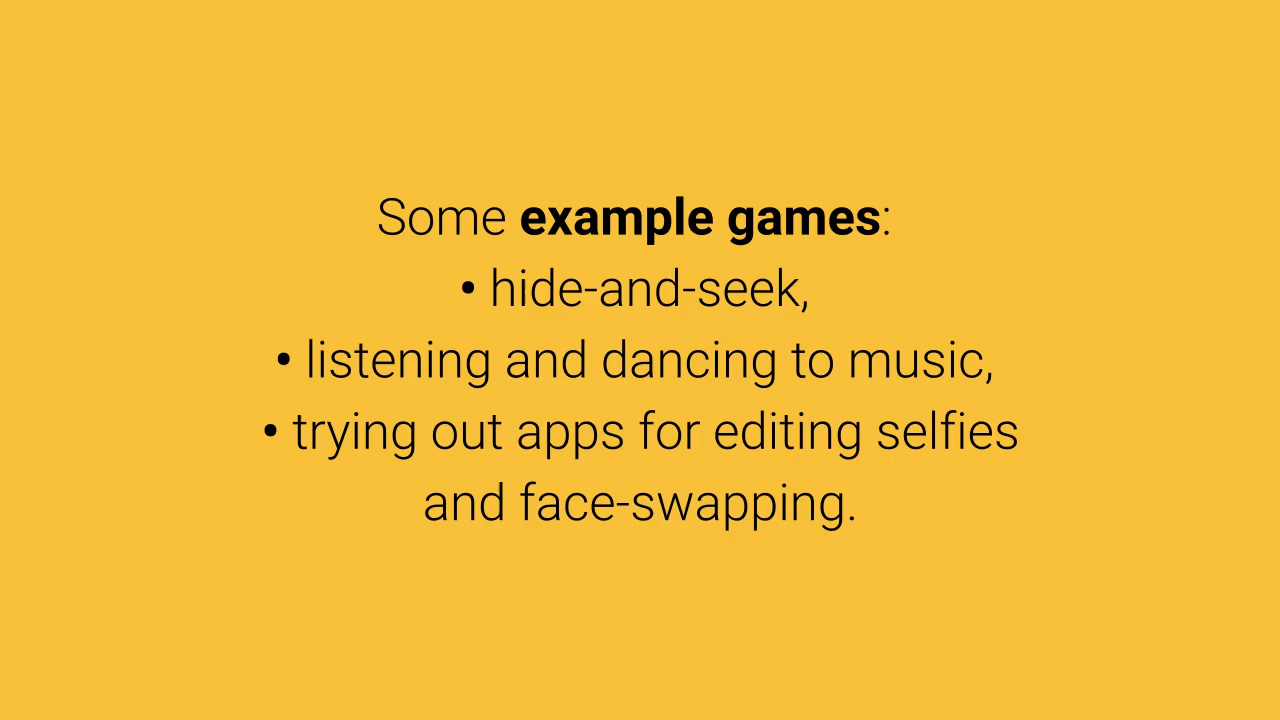 Some example games:
• hide-and-seek,
• listening and dancing to music,
• trying out apps for editing selfies
and face-swapping.